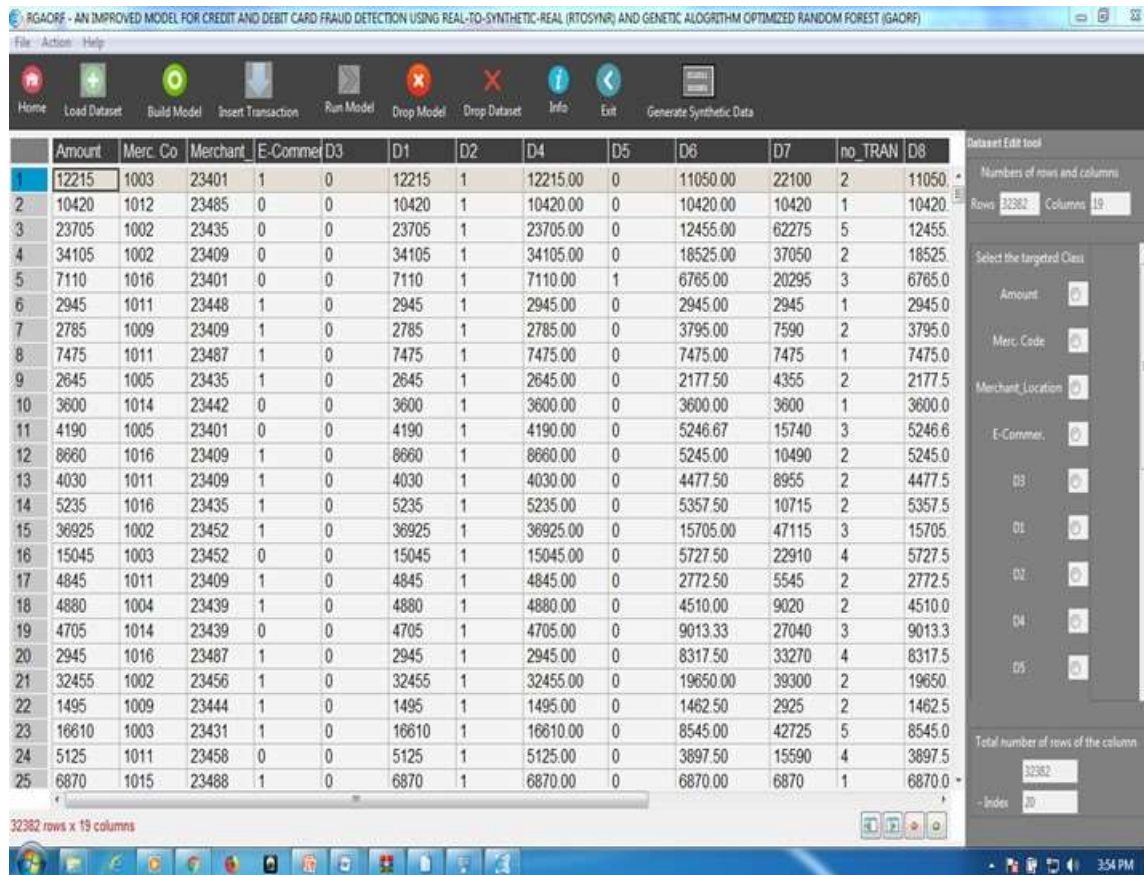 RGAORF - AN IMPROVED MODEL FOR CREDIT AND DEBIT CARD FRAUD DETECTION USING REAL-TO-SYNTHETIC-REAL (RTOSYNR) AND GENETIC ALOGRITHM OPTIMIZED RANDOM FOREST (GAORF)
File Action Help
Home Load Dataset Build Model Insert Transaction Run Model Drop Model Drop Dataset Info Exit Generate Synthetic Data
Amount Merc. Co Merchant_ E-Commer D3 D1 D2 D4 D5 D6 D7 no_TRAN D8
1 12215 1003 23401 1 0 12215 1 12215.00 0 11050.00 22100 2 11050.
2 10420 1012 23485 0 0 10420 1 10420.00 0 10420.00 10420 1 10420.
3 23705 1002 23435 0 0 23705 1 23705.00 0 12455.00 62275 5 12455.
4 34105 1002 23409 0 0 34105 1 34105.00 0 18525.00 37050 2 18525.
5 7110 1016 23401 0 0 7110 1 7110.00 1 6765.00 20295 3 6765.0
6 2945 1011 23448 1 0 2945 1 2945.00 0 2945.00 2945 1 2945.0
7 2785 1009 23409 1 0 2785 1 2785.00 0 3795.00 7590 2 3795.0
8 7475 1011 23487 1 0 7475 1 7475.00 0 7475.00 7475 1 7475.0
9 2645 1005 23435 1 0 2645 1 2645.00 0 2177.50 4355 2 2177.5
10 3600 1014 23442 0 0 3600 1 3600.00 0 3600.00 3600 1 3600.0
11 4190 1005 23401 0 0 4190 1 4190.00 0 5246.67 15740 3 5246.6
12 8660 1016 23409 1 0 8660 1 8660.00 0 5245.00 10490 2 5245.0
13 4030 1011 23409 1 0 4030 1 4030.00 0 4477.50 8955 2 4477.5
14 5235 1016 23435 1 0 5235 1 5235.00 0 5357.50 10715 2 5357.5
15 36925 1002 23452 1 0 36925 1 36925.00 0 15705.00 47115 3 15705.
16 15045 1003 23452 0 0 15045 1 15045.00 0 5727.50 22910 4 5727.5
17 4845 1011 23409 1 0 4845 1 4845.00 0 2772.50 5545 2 2772.5
18 4880 1004 23439 1 0 4880 1 4880.00 0 4510.00 9020 2 4510.0
19 4705 1014 23439 0 0 4705 1 4705.00 0 9013.33 27040 3 9013.3
20 2945 1016 23487 1 0 2945 1 2945.00 0 8317.50 33270 4 8317.5
21 32455 1002 23456 1 0 32455 1 32455.00 0 19650.00 39300 2 19650.
22 1495 1009 23444 1 0 1495 1 1495.00 0 1462.50 2925 2 1462.5
23 16610 1003 23431 1 0 16610 1 16610.00 0 8545.00 42725 5 8545.0
24 5125 1011 23458 0 0 5125 1 5125.00 0 3897.50 15590 4 3897.5
25 6870 1015 23488 1 0 6870 1 6870.00 0 6870.00 6870 1 6870.0
32382 rows x 19 columns
Dataset Edit tool
Numbers of rows and columns
Rows 32382 Columns 19
Select the targeted Class
Amount
Merc. Code
Merchant_Location
E-Commer.
D3
D1
D2
D4
D5
Total number of rows of the column
32382
- Index 20
3:54 PM